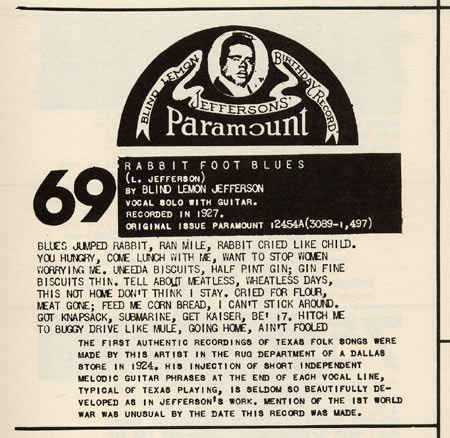 BLIND LEMON
JEFFERSONS'
BIRTHDAY RECORD
Paramount
69
RABBIT FOOT BLUES
(L. JEFFERSON)
BY BLIND LEMON JEFFERSON
VOCAL SOLO WITH GUITAR.
RECORDED IN 1927.
ORIGINAL ISSUE PARAMOUNT 12454A(3089-1,497)
BLUES JUMPED RABBIT, RAN MILE, RABBIT CRIED LIKE CHILD.
YOU HUNGRY, COME LUNCH WITH ME, WANT TO STOP WOMEN
WORRYING ME. UNEEDA BISCUITS, HALF PINT GIN; GIN FINE
BISCUITS THIN. TELL ABOUT MEATLESS, WHEATLESS DAYS,
THIS NOT HOME DON'T THINK I STAY. CRIED FOR FLOUR,
MEAT GONE; FEED ME CORN BREAD, I CAN'T STICK AROUND.
GOT KNAPSACK, SUBMARINE, GET KAISER, BE' 17. HITCH ME
TO BUGGY DRIVE LIKE MULE, GOING HOME, AIN'T FOOLED
THE FIRST AUTHENTIC RECORDINGS OF TEXAS FOLK SONGS WERE
MADE BY THIS ARTIST IN THE RUG DEPARTMENT OF A DALLAS
STORE IN 1924. HIS INJECTION OF SHORT INDEPENDENT
MELODIC GUITAR PHRASES AT THE END OF EACH VOCAL LINE,
TYPICAL OF TEXAS PLAYING, IS SELDOM SO BEAUTIFULLY DE-
VELOPED AS IN JEFFERSON'S WORK. MENTION OF THE 1ST WORLD
WAR WAS UNUSUAL BY THE DATE THIS RECORD WAS MADE.